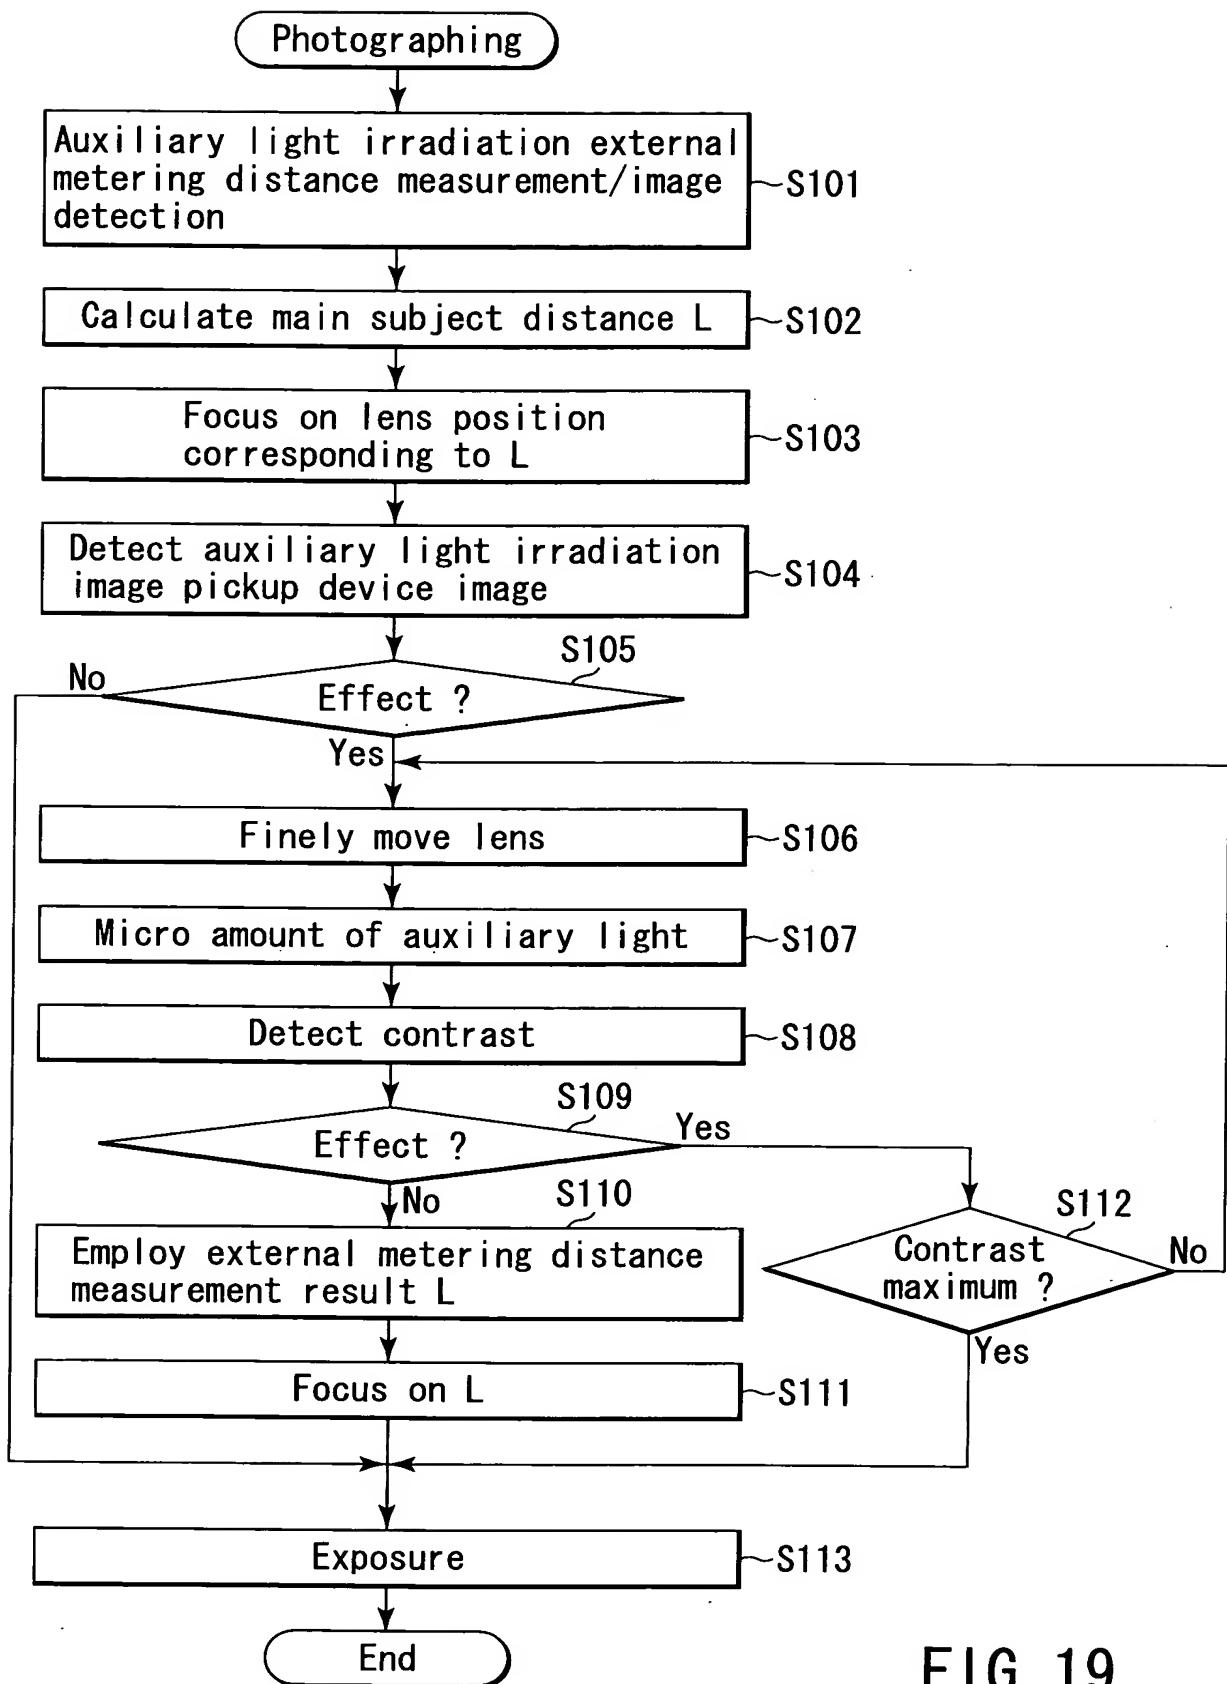 Photographing
Auxiliary light irradiation external
metering distance measurement/image
detection
S101
Calculate main subject distance L
S102
Focus on lens position
corresponding to L
S103
Detect auxiliary light irradiation
image pickup device image
S104
S105
No
Effect ?
Yes
Finely move lens
S106
Micro amount of auxiliary light
S107
Detect contrast
S108
S109
Effect ?
Yes
No
S110
Employ external metering distance
measurement result L
S112
Contrast
maximum ?
No
Yes
Focus on L
S111
Exposure
S113
End
FIG. 19